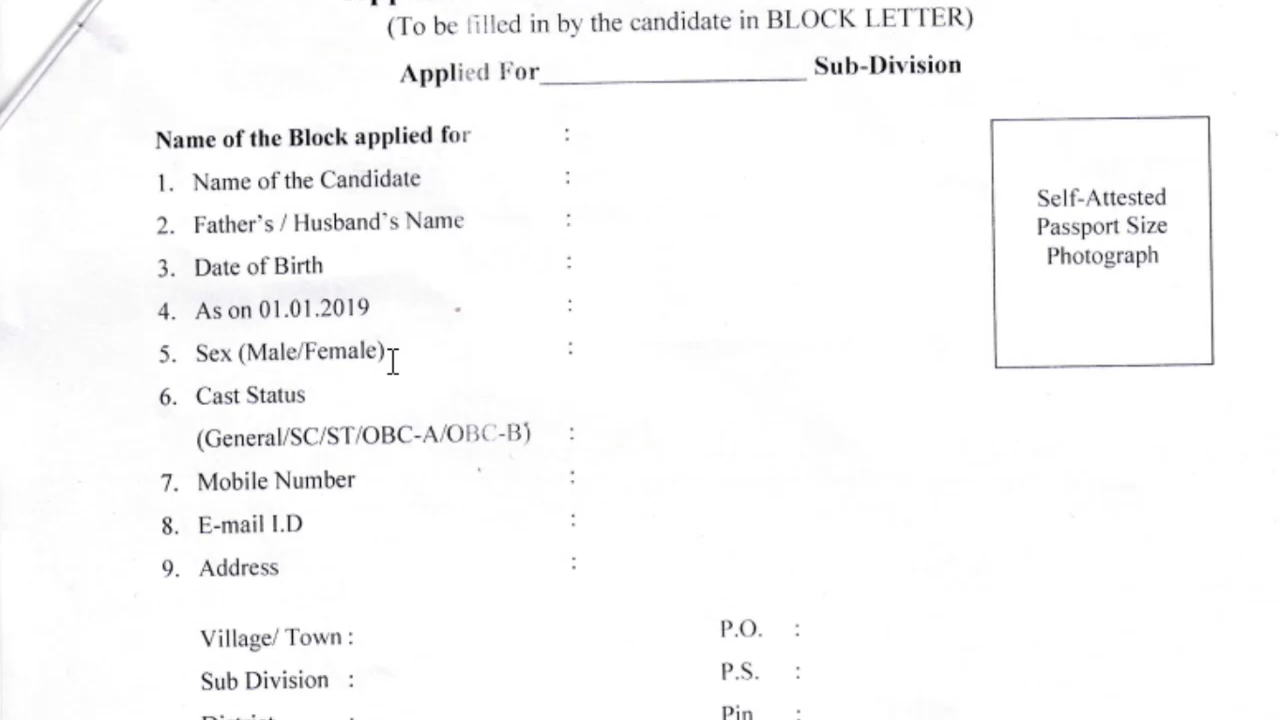 (To be filled in by the candidate in BLOCK LETTER)
Applied For______________________ Sub-Division
Name of the Block applied for :
1. Name of the Candidate :
2. Father's / Husband's Name :
3. Date of Birth :
4. As on 01.01.2019 :
5. Sex (Male/Female) :
6. Cast Status
(General/SC/ST/OBC-A/OBC-B) :
7. Mobile Number :
8. E-mail I.D :
9. Address :
Self-Attested
Passport Size
Photograph
Village/ Town :
P.O. :
Sub Division :
P.S. :
District :
Pin :